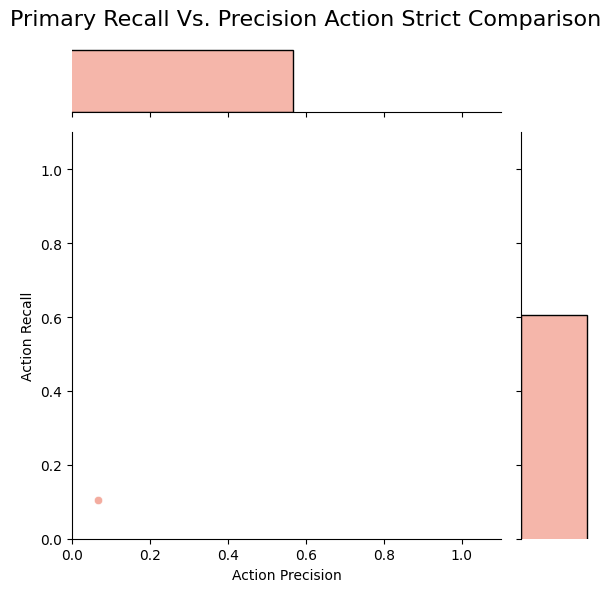 Primary Recall Vs. Precision Action Strict Comparison
1.0
0.8
0.6
0.4
0.2
0.0
Action Recall
0.0 0.2 0.4 0.6 0.8 1.0
Action Precision